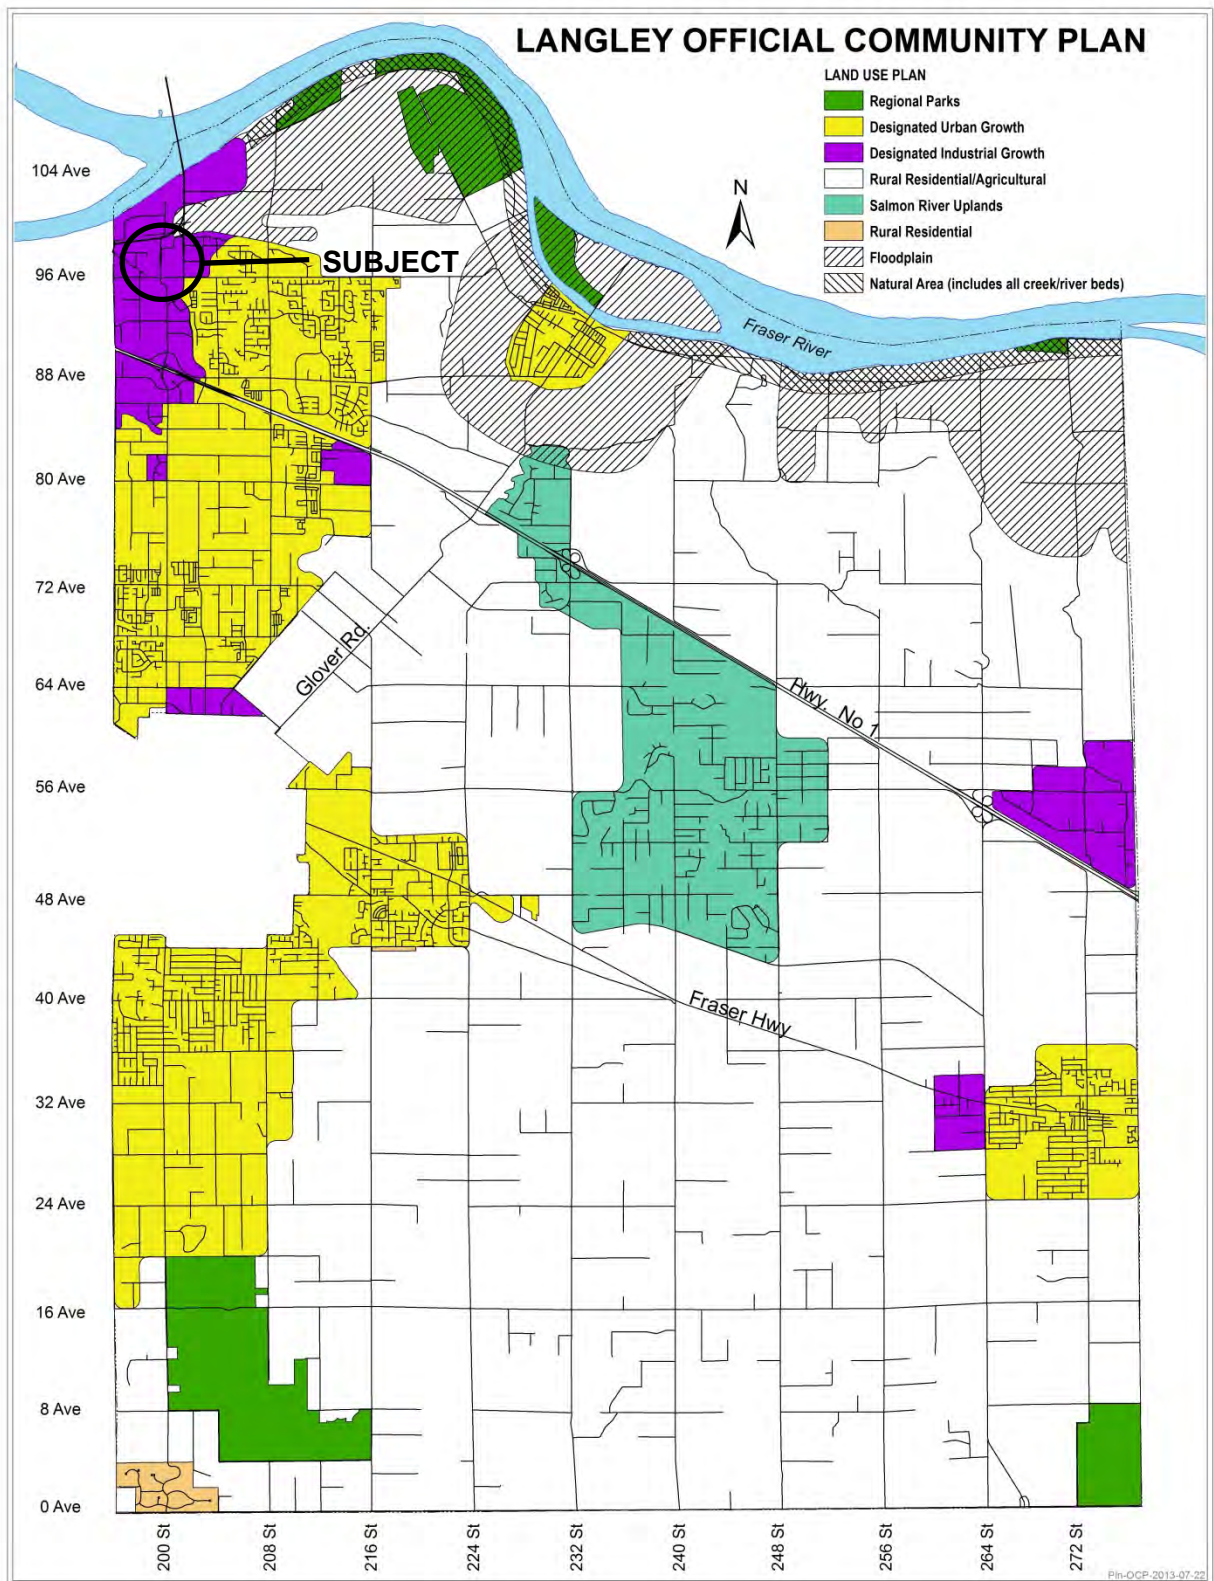 LANGLEY OFFICIAL COMMUNITY PLAN
LAND USE PLAN
Regional Parks
Designated Urban Growth
Designated Industrial Growth
Rural Residential/Agricultural
Salmon River Uplands
Rural Residential
Floodplain
Natural Area (includes all creek/river beds)
N
104 Ave
SUBJECT
96 Ave
Fraser River
88 Ave
80 Ave
72 Ave
Glover Rd.
64 Ave
Hwy. No 1
56 Ave
48 Ave
40 Ave
Fraser Hwy
32 Ave
24 Ave
16 Ave
8 Ave
0 Ave
200 St
208 St
216 St
224 St
232 St
240 St
248 St
256 St
264 St
272 St
Pln-OCP-2013-07-22